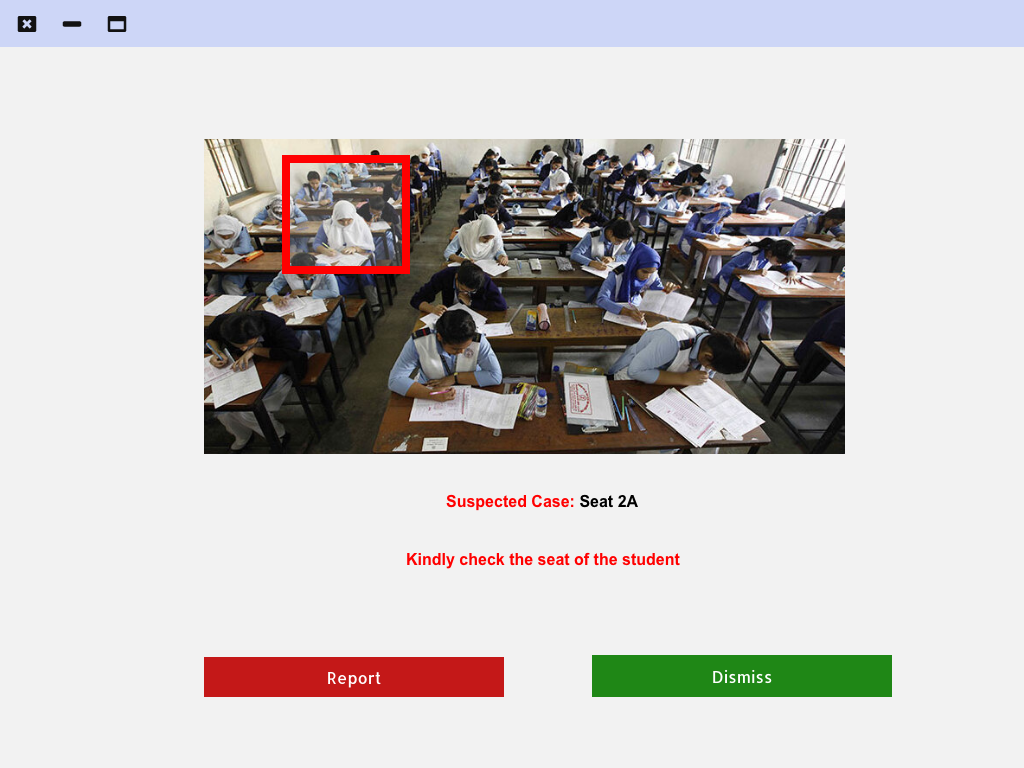 Suspected Case: Seat 2A
Kindly check the seat of the student
Report
Dismiss